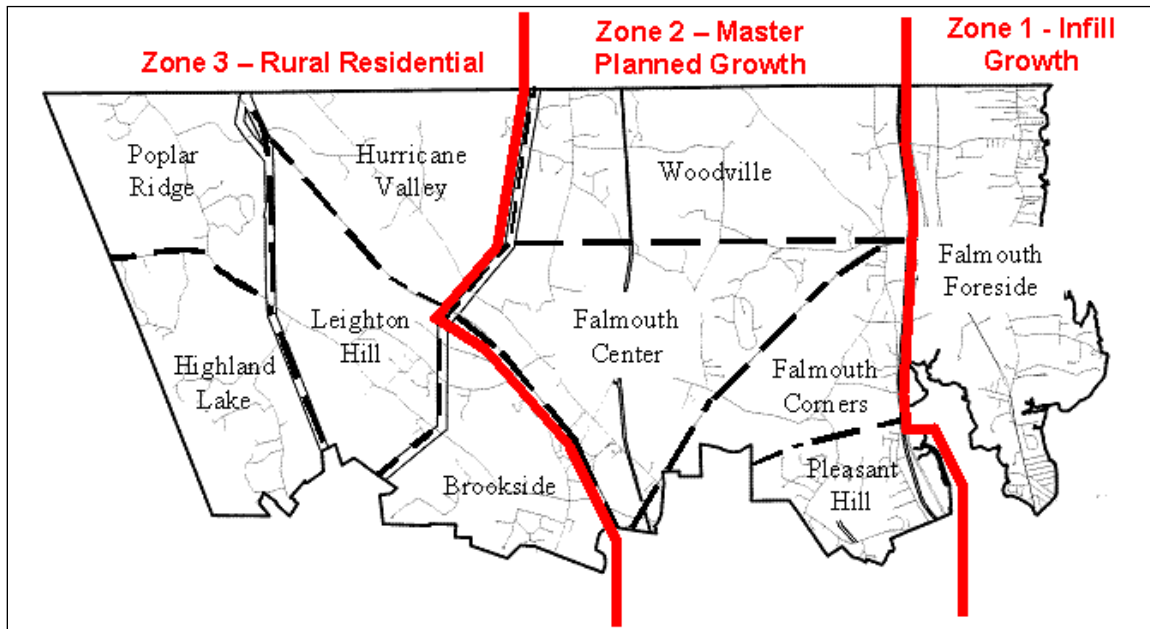 Zone 3 – Rural Residential
Zone 2 – Master
Planned Growth
Zone 1 - Infill
Growth
Poplar
Ridge
Hurricane
Valley
Woodville
Falmouth
Foreside
Highland
Lake
Leighton
Hill
Falmouth
Center
Falmouth
Corners
Brookside
Pleasant
Hill